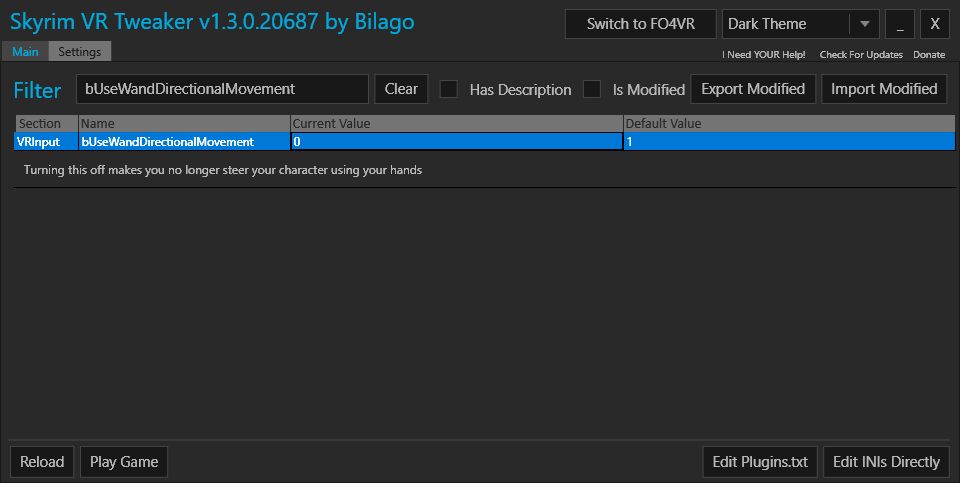 Skyrim VR Tweaker v1.3.0.20687 by Bilago
Switch to FO4VR
Dark Theme
_
X
Main
Settings
I Need YOUR Help!
Check For Updates
Donate
Filter
bUseWandDirectionalMovement
Clear
Has Description
Is Modified
Export Modified
Import Modified
Section
Name
Current Value
Default Value
VRInput
bUseWandDirectionalMovement
0
1
Turning this off makes you no longer steer your character using your hands
Reload
Play Game
Edit Plugins.txt
Edit INIs Directly